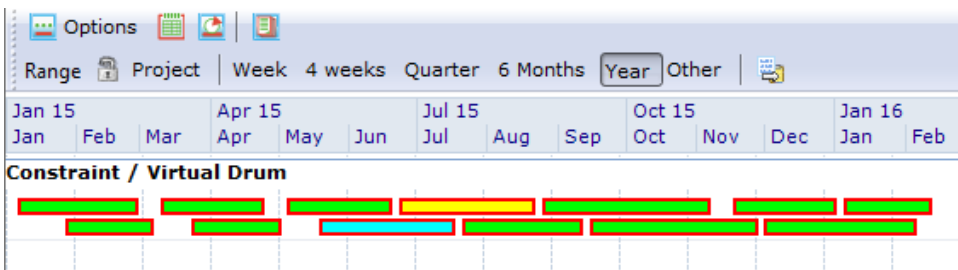 Options
Range Project Week 4 weeks Quarter 6 Months Year Other
Jan 15 Apr 15 Jul 15 Oct 15 Jan 16
Jan Feb Mar Apr May Jun Jul Aug Sep Oct Nov Dec Jan Feb
Constraint / Virtual Drum